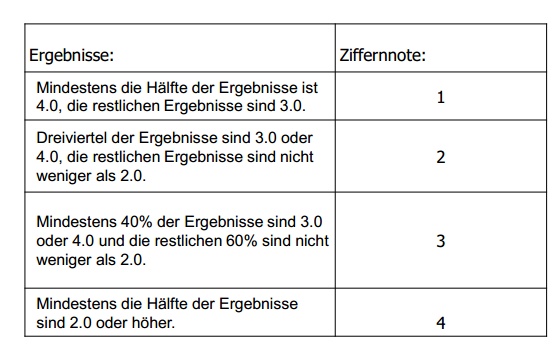 Ergebnisse:
Ziffernnote:
Mindestens die Hälfte der Ergebnisse ist
4.0, die restlichen Ergebnisse sind 3.0.
1
Dreiviertel der Ergebnisse sind 3.0 oder
4.0, die restlichen Ergebnisse sind nicht
weniger als 2.0.
2
Mindestens 40% der Ergebnisse sind 3.0
oder 4.0 und die restlichen 60% sind nicht
weniger als 2.0.
3
Mindestens die Hälfte der Ergebnisse
sind 2.0 oder höher.
4